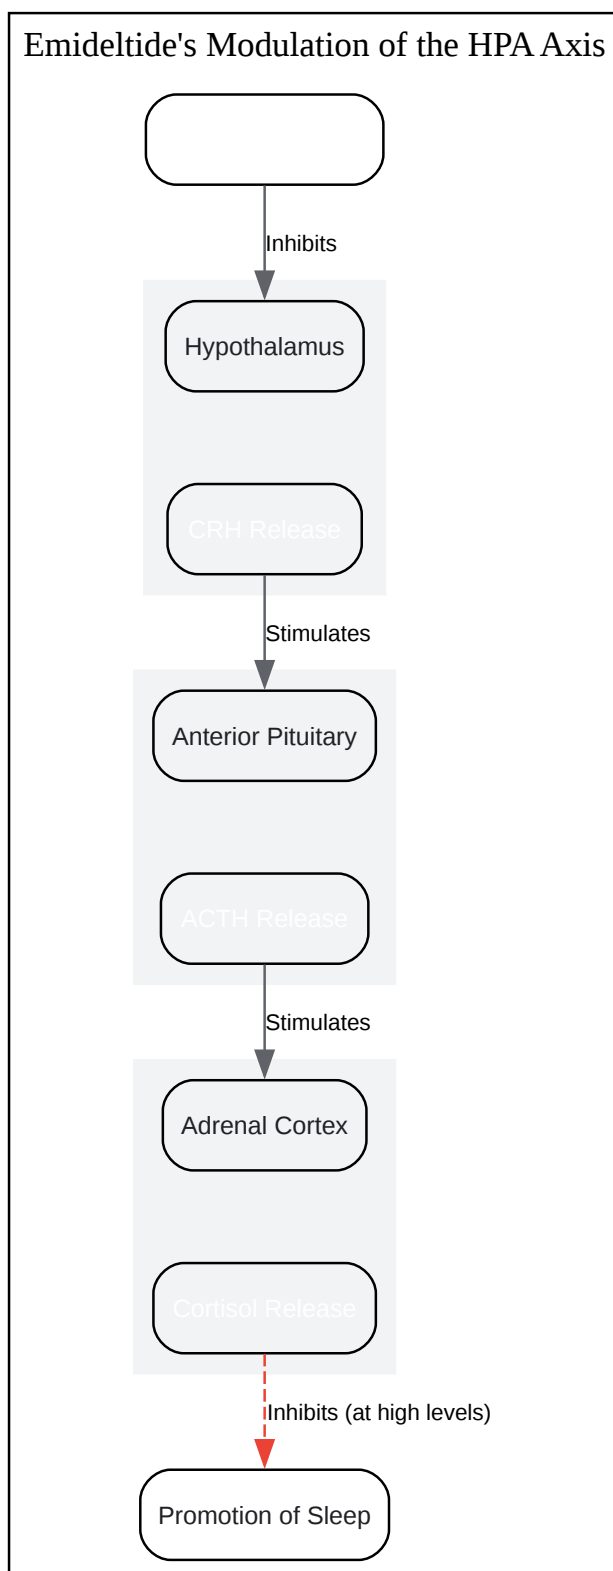 Emideltide's Modulation of the HPA Axis
Inhibits
Hypothalamus
CRH Release
Stimulates
Anterior Pituitary
ACTH Release
Stimulates
Adrenal Cortex
Cortisol Release
Inhibits (at high levels)
Promotion of Sleep